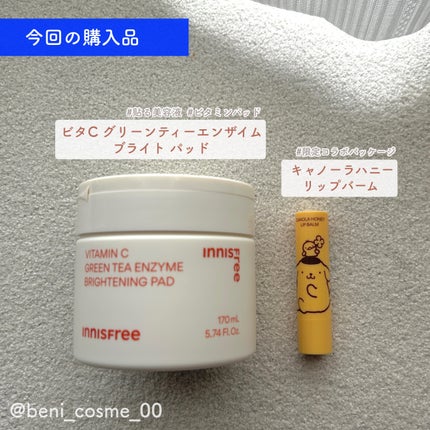 今回の購入品
#貼る美容液 #ビタミンパッド
ビタC グリーンティーエンザイム
ブライト パッド
#限定コラボパッケージ
キャノーラハニー
リップバーム
CANOLA HONEY
LIP BALM
VITAMIN C
GREEN TEA ENZYME
BRIGHTENING PAD
innisfree
170 mL
5.74 Fl. Oz.
innisfree
@beni_cosme_00